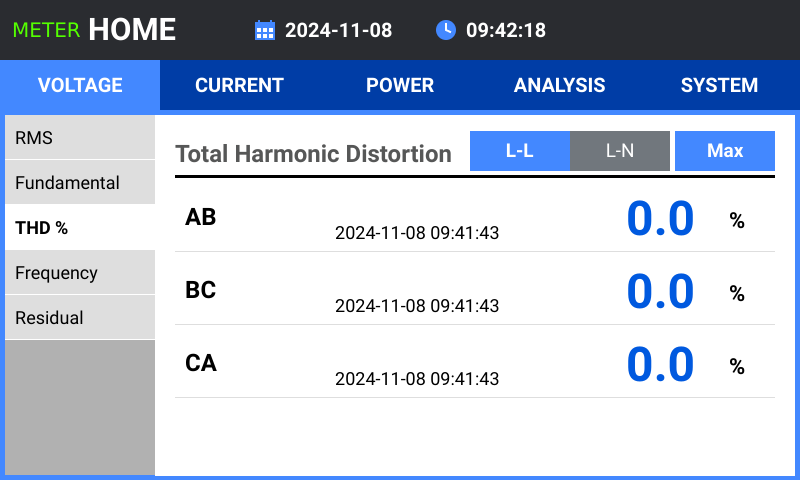 METER HOME 2024-11-08 09:42:18
VOLTAGE CURRENT POWER ANALYSIS SYSTEM
RMS
Fundamental
THD %
Frequency
Residual
Total Harmonic Distortion L-L L-N Max
AB 2024-11-08 09:41:43 0.0 %
BC 2024-11-08 09:41:43 0.0 %
CA 2024-11-08 09:41:43 0.0 %